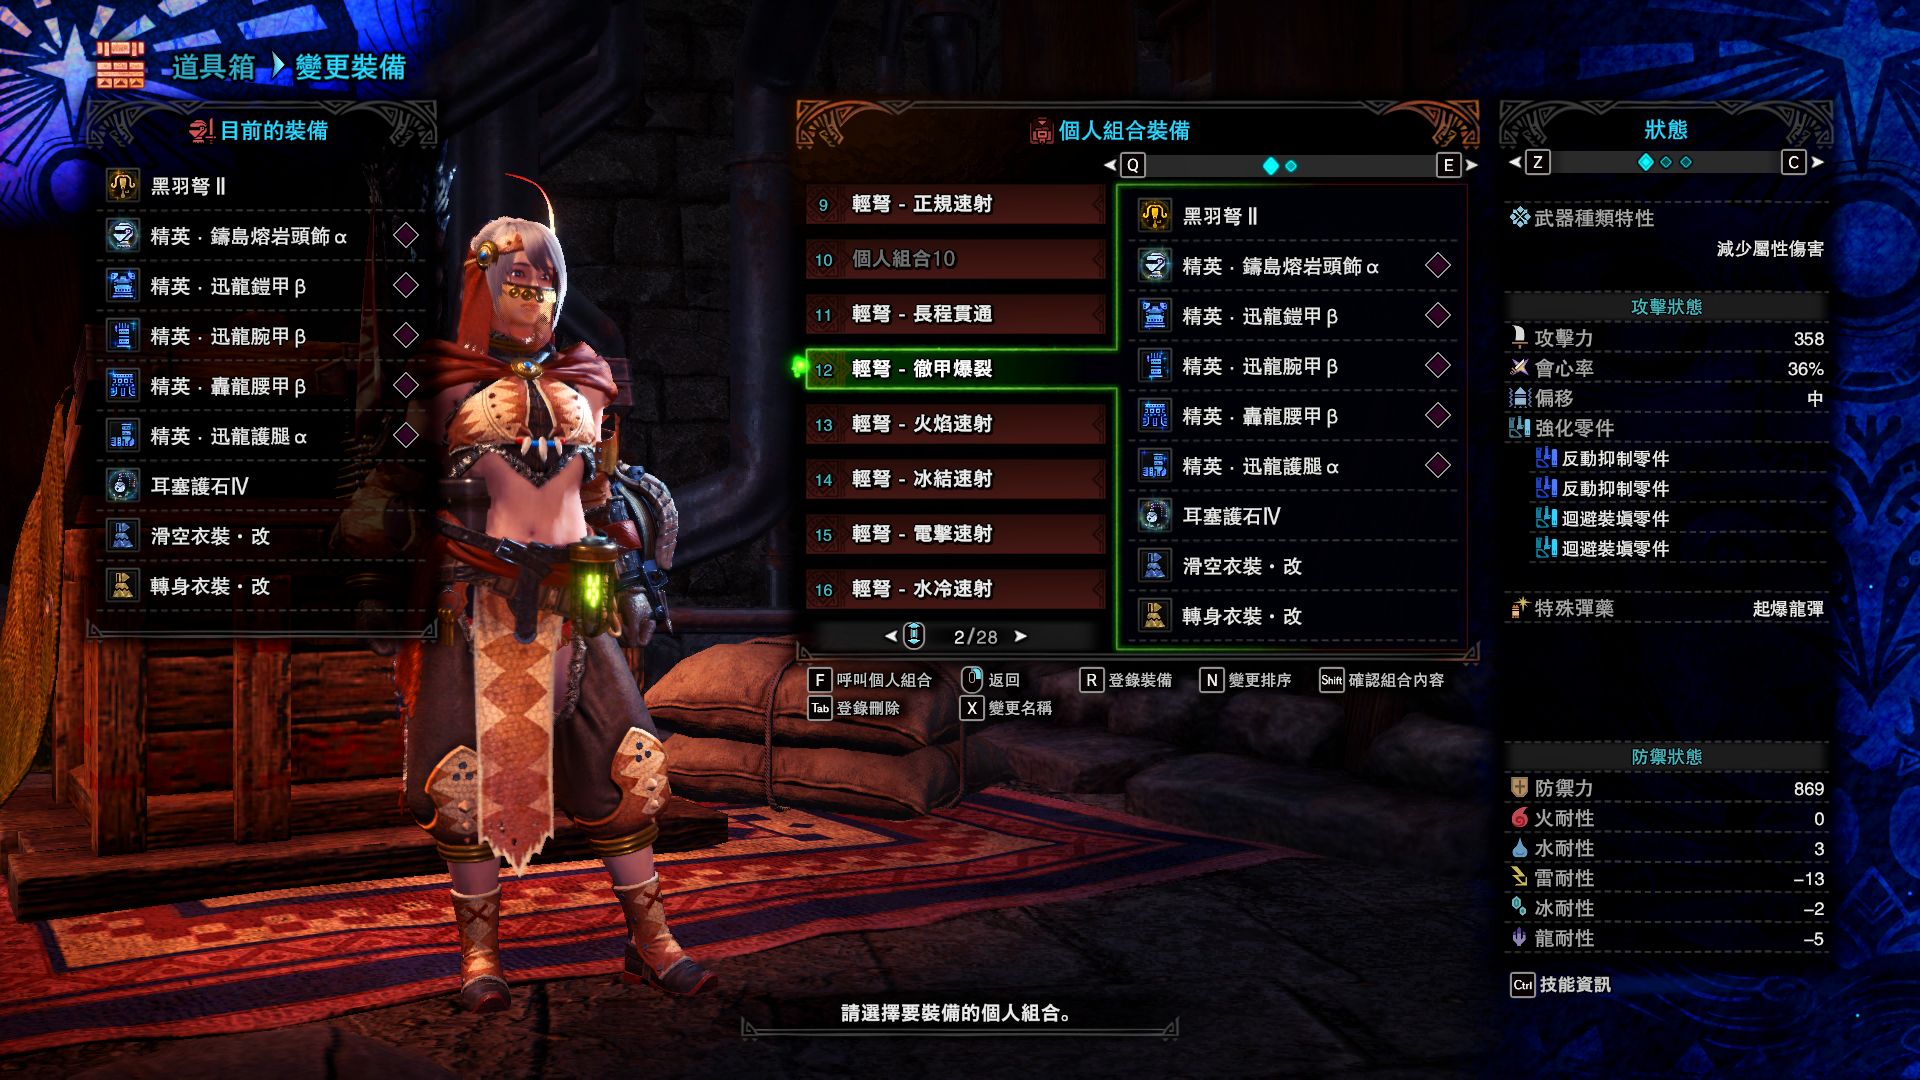 道具箱 變更裝備
目前的裝備
黑羽弩Ⅱ
精英．鑄島熔岩頭飾α
精英．迅龍鎧甲β
精英．迅龍腕甲β
精英．轟龍腰甲β
精英．迅龍護腿α
耳塞護石Ⅳ
滑空衣裝・改
轉身衣裝・改
個人組合裝備
Q E
9 輕弩 - 正規速射
10 個人組合10
11 輕弩 - 長程貫通
12 輕弩 - 徹甲爆裂
13 輕弩 - 火焰速射
14 輕弩 - 冰結速射
15 輕弩 - 電擊速射
16 輕弩 - 水冷速射
2/28
黑羽弩Ⅱ
精英．鑄島熔岩頭飾α
精英．迅龍鎧甲β
精英．迅龍腕甲β
精英．轟龍腰甲β
精英．迅龍護腿α
耳塞護石Ⅳ
滑空衣裝・改
轉身衣裝・改
F 呼叫個人組合 返回 R 登錄裝備 N 變更排序 Shift 確認組合內容
Tab 登錄刪除 X 變更名稱
狀態
Z C
武器種類特性
減少屬性傷害
攻擊狀態
攻擊力 358
會心率 36%
偏移 中
強化零件
反動抑制零件
反動抑制零件
迴避裝填零件
迴避裝填零件
特殊彈藥 起爆龍彈
防禦狀態
防禦力 869
火耐性 0
水耐性 3
雷耐性 -13
冰耐性 -2
龍耐性 -5
Ctrl 技能資訊
請選擇要裝備的個人組合。